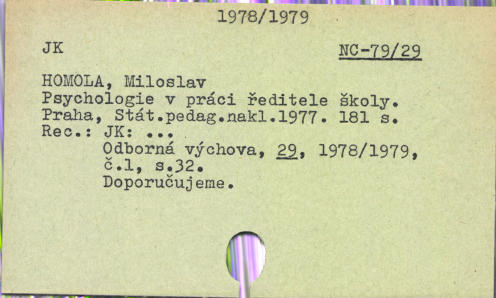 1978/1979
JK
NC-79/29
HOMOLA, Miloslav
Psychologie v práci ředitele školy.
Praha, Stát.pedag.nakl.1977. 181 s.
Rec.: JK: ...
Odborná výchova, 29, 1978/1979,
č.1, s.32.
Doporučujeme.